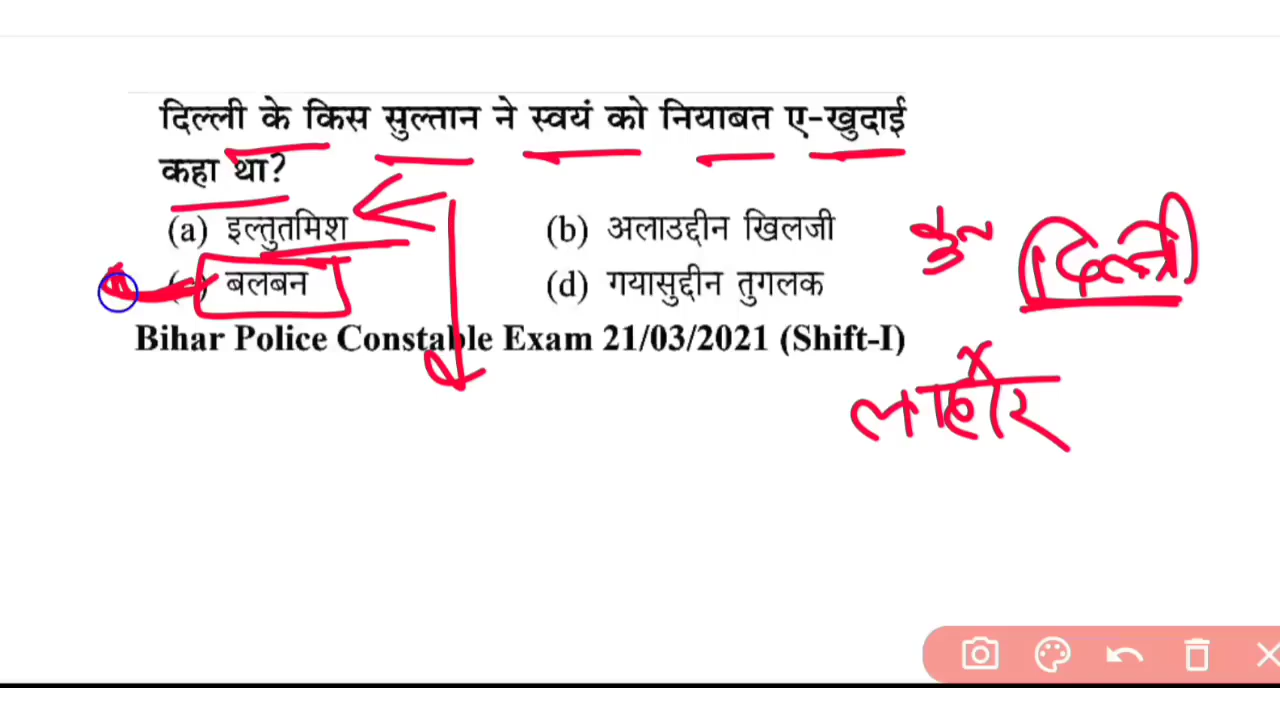 दिल्ली के किस सुल्तान ने स्वयं को नियाबत ए-खुदाई
कहा था?
(a) इल्तुतमिश
(b) अलाउद्दीन खिलजी
बलबन
(d) गयासुद्दीन तुगलक
Bihar Police Constable Exam 21/03/2021 (Shift-I)
दिल्ली
लाहौर